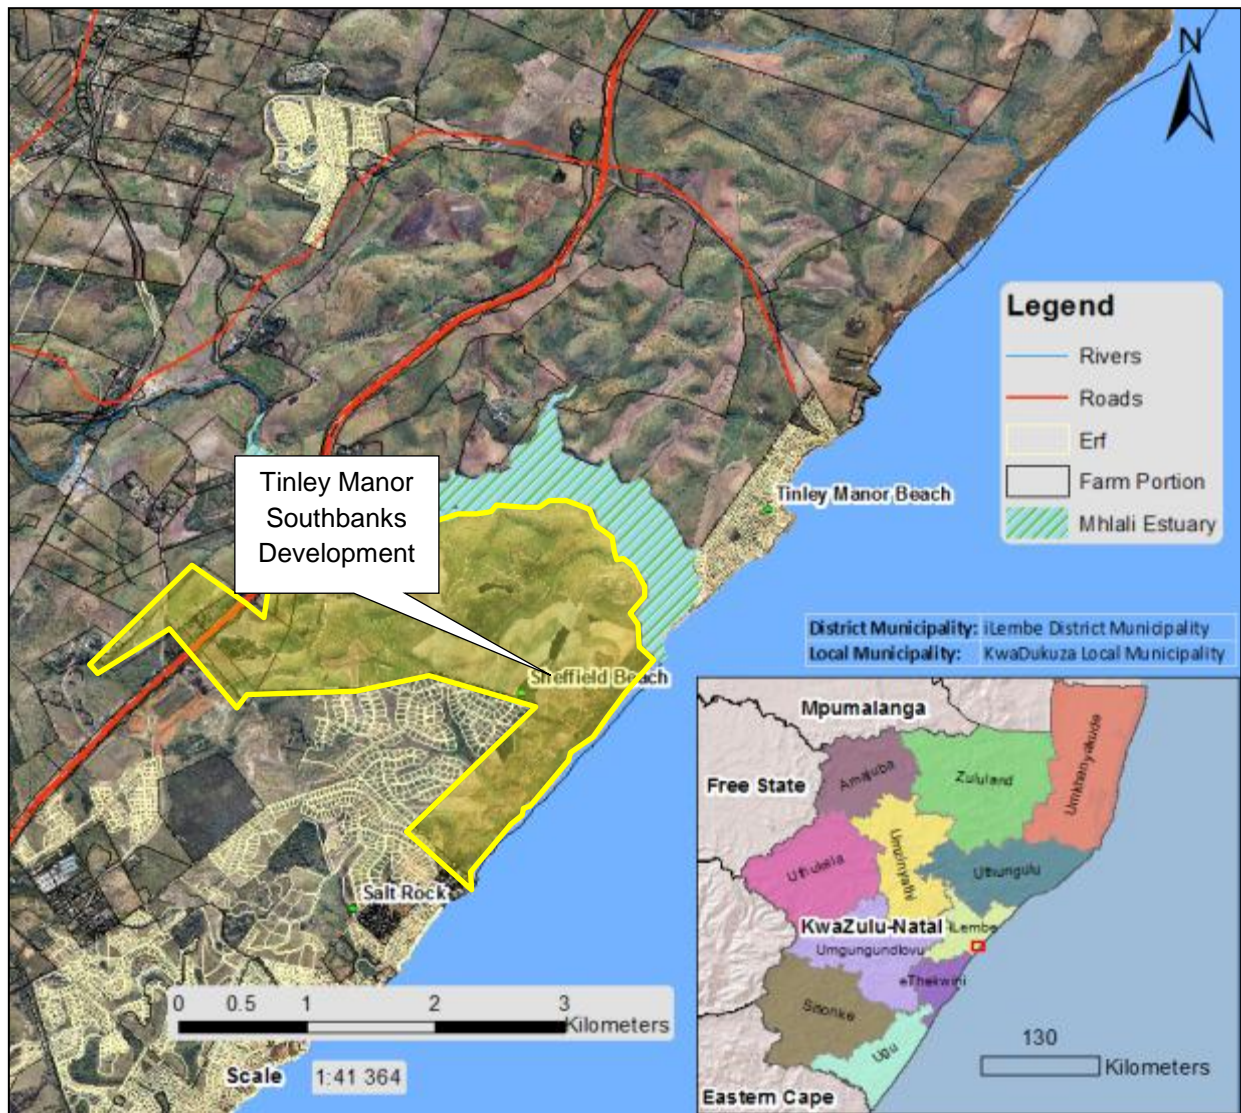 N
Legend
Rivers
Roads
Erf
Farm Portion
Mhlali Estuary
Tinley Manor
Southbanks
Development
Tinley Manor Beach
Sheffield Beach
Salt Rock
District Municipality: iLembe District Municipality
Local Municipality: KwaDukuza Local Municipality
0 0.5 1 2 3
Kilometers
Scale 1:41 364
Mpumalanga
Free State
Amajuba
Zululand
Umkhanyakude
Uthukela
Umzinyathi
Uthungulu
KwaZulu-Natal
iLembe
Umgungundlovu
eThekwini
Sisonke
Ugu
Eastern Cape
130
Kilometers